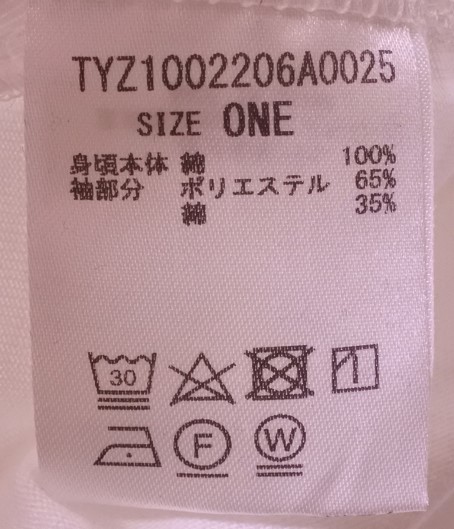 TYZ1002206A0025
SIZE ONE
身頃本体 綿 100%
袖部分 ポリエステル 65%
綿 35%
30
F W